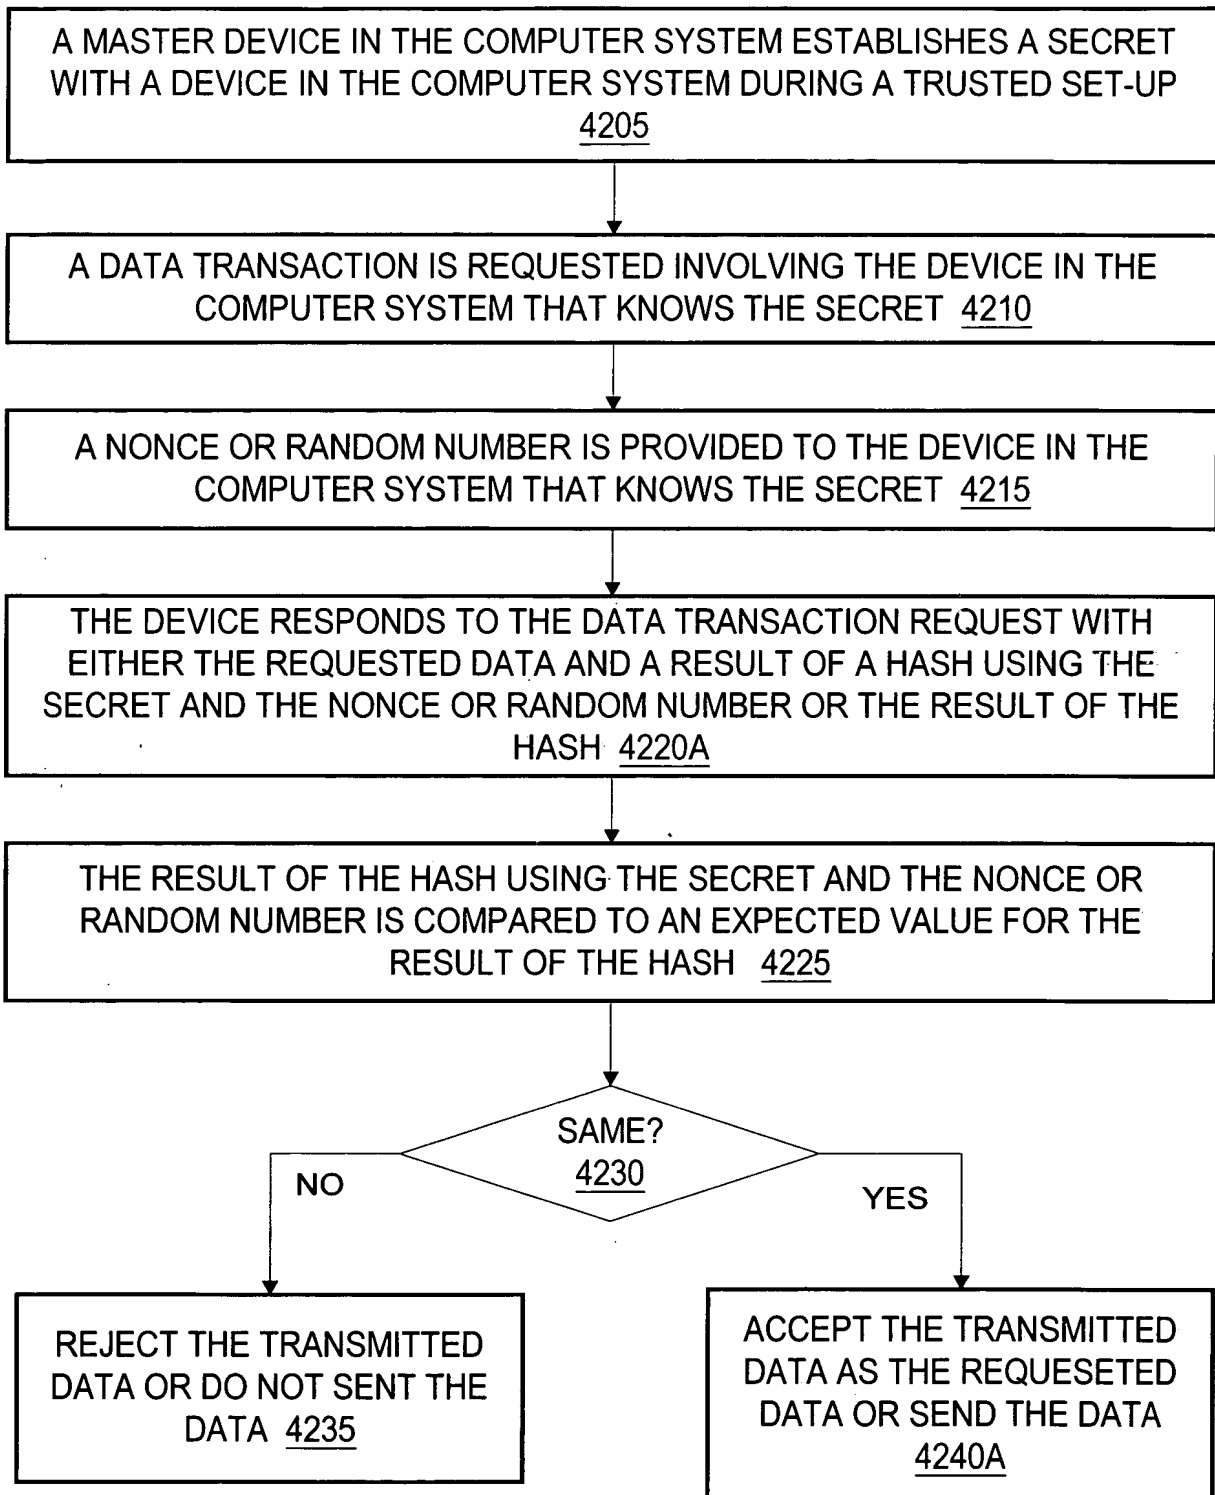 A MASTER DEVICE IN THE COMPUTER SYSTEM ESTABLISHES A SECRET
WITH A DEVICE IN THE COMPUTER SYSTEM DURING A TRUSTED SET-UP
4205
A DATA TRANSACTION IS REQUESTED INVOLVING THE DEVICE IN THE
COMPUTER SYSTEM THAT KNOWS THE SECRET 4210
A NONCE OR RANDOM NUMBER IS PROVIDED TO THE DEVICE IN THE
COMPUTER SYSTEM THAT KNOWS THE SECRET 4215
THE DEVICE RESPONDS TO THE DATA TRANSACTION REQUEST WITH
EITHER THE REQUESTED DATA AND A RESULT OF A HASH USING THE
SECRET AND THE NONCE OR RANDOM NUMBER OR THE RESULT OF THE
HASH 4220A
THE RESULT OF THE HASH USING THE SECRET AND THE NONCE OR
RANDOM NUMBER IS COMPARED TO AN EXPECTED VALUE FOR THE
RESULT OF THE HASH 4225
SAME?
4230
NO
YES
REJECT THE TRANSMITTED
DATA OR DO NOT SENT THE
DATA 4235
ACCEPT THE TRANSMITTED
DATA AS THE REQUESETED
DATA OR SEND THE DATA
4240A